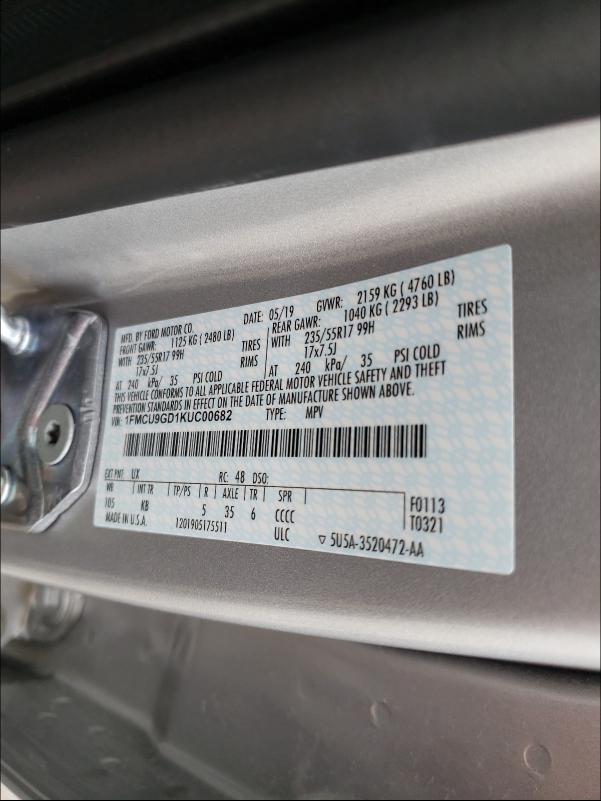 MFD. BY FORD MOTOR CO.
DATE: 05/19 GVWR: 2159 KG ( 4760 LB)
FRONT GAWR: 1125 KG ( 2480 LB) REAR GAWR: 1040 KG ( 2293 LB)
WITH 235/55R17 99H TIRES WITH 235/55R17 99H TIRES
17x7.5J RIMS 17x7.5J RIMS
AT 240 kPa/ 35 PSI COLD AT 240 kPa/ 35 PSI COLD
THIS VEHICLE CONFORMS TO ALL APPLICABLE FEDERAL MOTOR VEHICLE SAFETY AND THEFT
PREVENTION STANDARDS IN EFFECT ON THE DATE OF MANUFACTURE SHOWN ABOVE.
VIN: 1FMCU9GD1KUC00682 TYPE: MPV
EXT PNT: UX RC: 48 DSO:
WB INT TR TP/PS R AXLE TR SPR
105 KB 5 35 6 CCCC F0113
MADE IN U.S.A. 1201905175511 ULC T0321
▽ 5U5A-3520472-AA